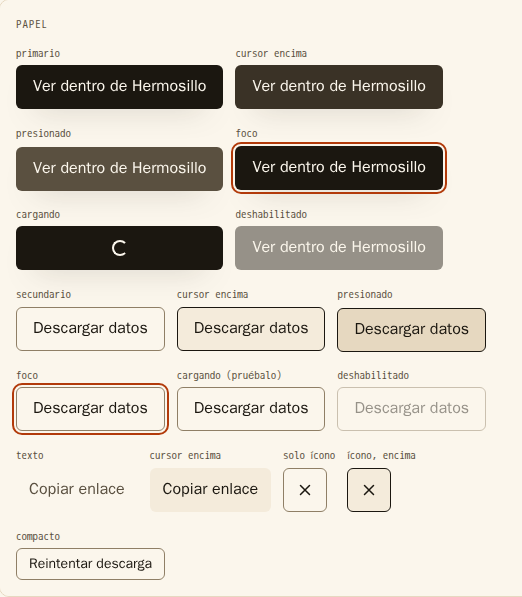 PAPEL
primario cursor encima
Ver dentro de Hermosillo Ver dentro de Hermosillo
presionado foco
Ver dentro de Hermosillo Ver dentro de Hermosillo
cargando deshabilitado
Ver dentro de Hermosillo
secundario cursor encima presionado
Descargar datos Descargar datos Descargar datos
foco cargando (pruébalo) deshabilitado
Descargar datos Descargar datos Descargar datos
texto cursor encima solo ícono ícono, encima
Copiar enlace Copiar enlace
compacto
Reintentar descarga